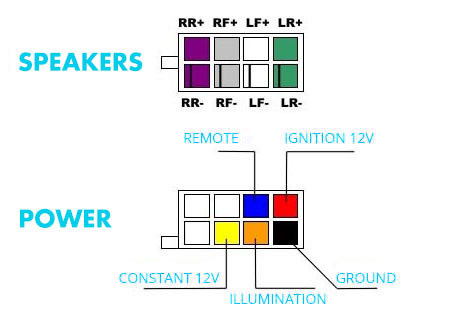 RR+ RF+ LF+ LR+
SPEAKERS
RR- RF- LF- LR-
REMOTE IGNITION 12V
POWER
CONSTANT 12V GROUND
ILLUMINATION